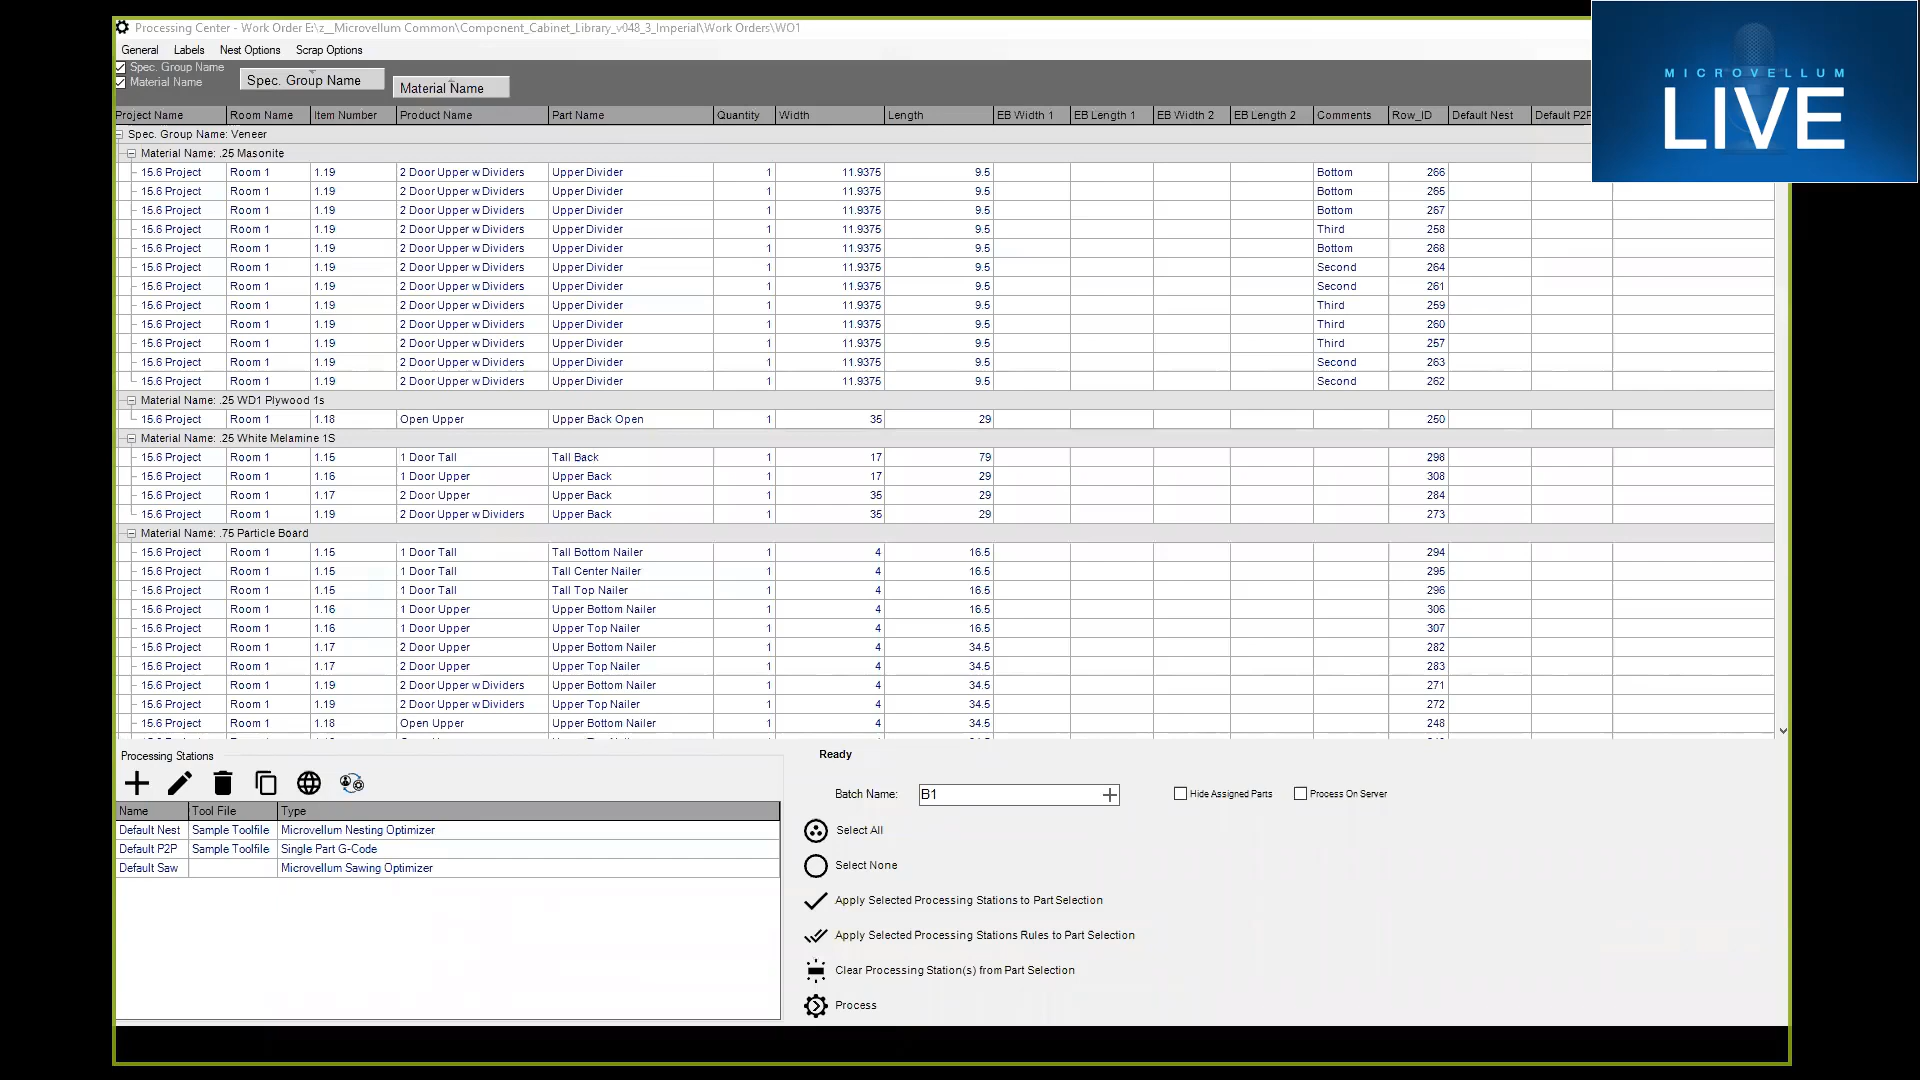 Processing Center - Work Order E:\z_Microvellum Common\Component_Cabinet_Library_v048_3_Imperial\Work Orders\WO1
General Labels Nest Options Scrap Options
Spec. Group Name
Material Name
Spec. Group Name
Material Name
MICROVELLUM
LIVE
Project Name Room Name Item Number Product Name Part Name Quantity Width Length EB Width 1 EB Length 1 EB Width 2 EB Length 2 Comments Row_ID Default Nest Default P2P
Spec. Group Name: Veneer
Material Name: .25 Masonite
15.6 Project Room 1 1.19 2 Door Upper w Dividers Upper Divider 1 11.9375 9.5 Bottom 266
15.6 Project Room 1 1.19 2 Door Upper w Dividers Upper Divider 1 11.9375 9.5 Bottom 265
15.6 Project Room 1 1.19 2 Door Upper w Dividers Upper Divider 1 11.9375 9.5 Bottom 267
15.6 Project Room 1 1.19 2 Door Upper w Dividers Upper Divider 1 11.9375 9.5 Third 258
15.6 Project Room 1 1.19 2 Door Upper w Dividers Upper Divider 1 11.9375 9.5 Bottom 268
15.6 Project Room 1 1.19 2 Door Upper w Dividers Upper Divider 1 11.9375 9.5 Second 264
15.6 Project Room 1 1.19 2 Door Upper w Dividers Upper Divider 1 11.9375 9.5 Second 261
15.6 Project Room 1 1.19 2 Door Upper w Dividers Upper Divider 1 11.9375 9.5 Third 259
15.6 Project Room 1 1.19 2 Door Upper w Dividers Upper Divider 1 11.9375 9.5 Third 260
15.6 Project Room 1 1.19 2 Door Upper w Dividers Upper Divider 1 11.9375 9.5 Third 257
15.6 Project Room 1 1.19 2 Door Upper w Dividers Upper Divider 1 11.9375 9.5 Second 263
15.6 Project Room 1 1.19 2 Door Upper w Dividers Upper Divider 1 11.9375 9.5 Second 262
Material Name: .25 WD1 Plywood 1s
15.6 Project Room 1 1.18 Open Upper Upper Back Open 1 35 29 250
Material Name: .25 White Melamine 1S
15.6 Project Room 1 1.15 1 Door Tall Tall Back 1 17 79 298
15.6 Project Room 1 1.16 1 Door Upper Upper Back 1 17 29 308
15.6 Project Room 1 1.17 2 Door Upper Upper Back 1 35 29 284
15.6 Project Room 1 1.19 2 Door Upper w Dividers Upper Back 1 35 29 273
Material Name: .75 Particle Board
15.6 Project Room 1 1.15 1 Door Tall Tall Bottom Nailer 1 4 16.5 294
15.6 Project Room 1 1.15 1 Door Tall Tall Center Nailer 1 4 16.5 295
15.6 Project Room 1 1.15 1 Door Tall Tall Top Nailer 1 4 16.5 296
15.6 Project Room 1 1.16 1 Door Upper Upper Bottom Nailer 1 4 16.5 306
15.6 Project Room 1 1.16 1 Door Upper Upper Top Nailer 1 4 16.5 307
15.6 Project Room 1 1.17 2 Door Upper Upper Bottom Nailer 1 4 34.5 282
15.6 Project Room 1 1.17 2 Door Upper Upper Top Nailer 1 4 34.5 283
15.6 Project Room 1 1.19 2 Door Upper w Dividers Upper Bottom Nailer 1 4 34.5 271
15.6 Project Room 1 1.19 2 Door Upper w Dividers Upper Top Nailer 1 4 34.5 272
15.6 Project Room 1 1.18 Open Upper Upper Bottom Nailer 1 4 34.5 248
Processing Stations
Name Tool File Type
Default Nest Sample Toolfile Microvellum Nesting Optimizer
Default P2P Sample Toolfile Single Part G-Code
Default Saw Microvellum Sawing Optimizer
Ready
Batch Name: B1 Hide Assigned Parts Process On Server
Select All
Select None
Apply Selected Processing Stations to Part Selection
Apply Selected Processing Stations Rules to Part Selection
Clear Processing Station(s) from Part Selection
Process